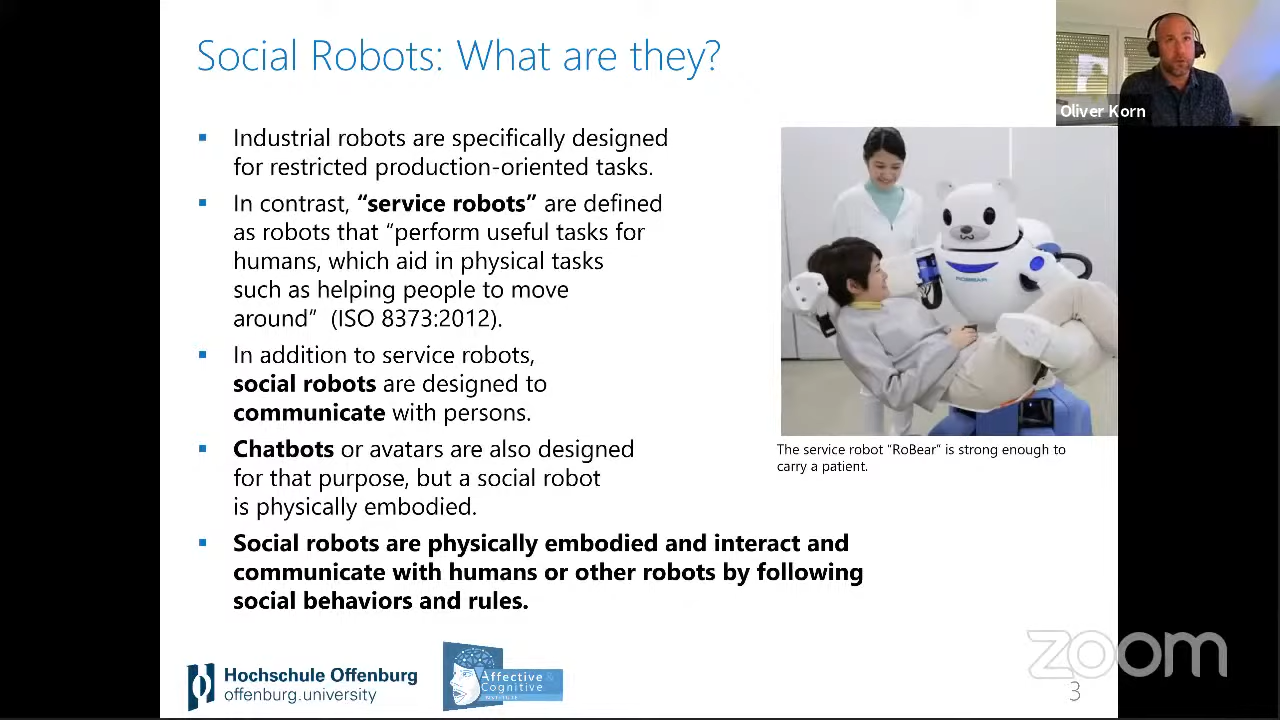 Social Robots: What are they?
Oliver Korn
Industrial robots are specifically designed
for restricted production-oriented tasks.
In contrast, “service robots” are defined
as robots that “perform useful tasks for
humans, which aid in physical tasks
such as helping people to move
around” (ISO 8373:2012).
In addition to service robots,
social robots are designed to
communicate with persons.
Chatbots or avatars are also designed
for that purpose, but a social robot
is physically embodied.
Social robots are physically embodied and interact and
communicate with humans or other robots by following
social behaviors and rules.
ROBEAR
The service robot “RoBear” is strong enough to
carry a patient.
Hochschule Offenburg
offenburg.university
Affective &
Cognitive
INSTITUTE
zoom
3